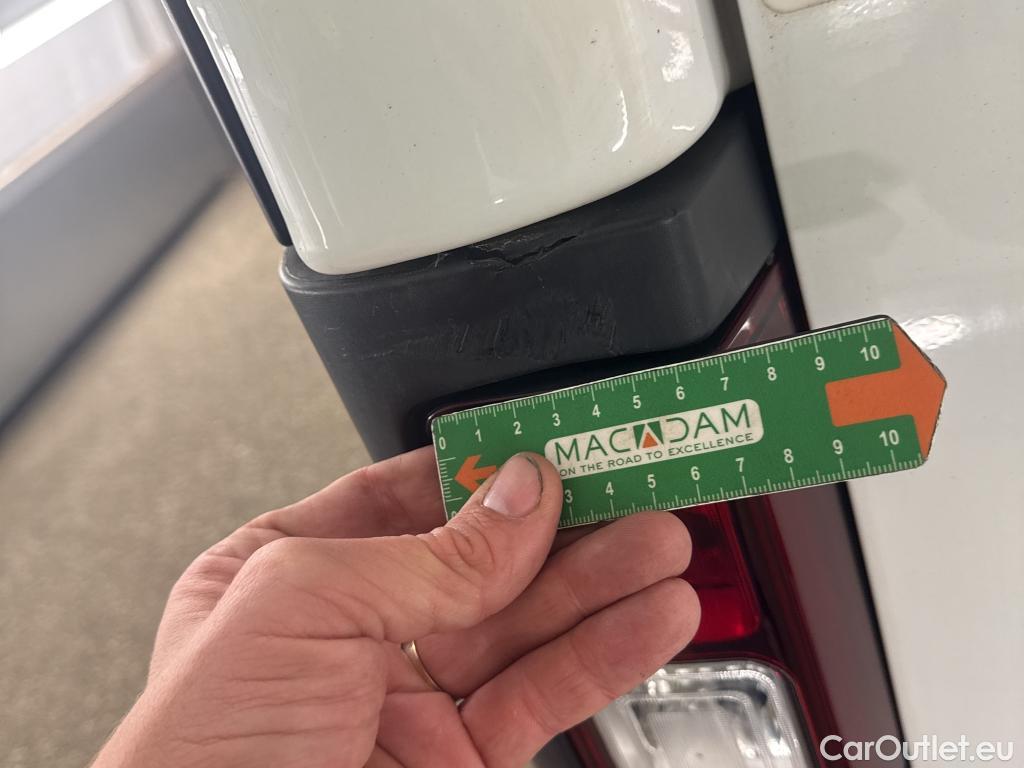 0 1 2 3 4 5 6 7 8 9 10
MACADAM
ON THE ROAD TO EXCELLENCE
3 4 5 6 7 8 9 10
CarOutlet.eu